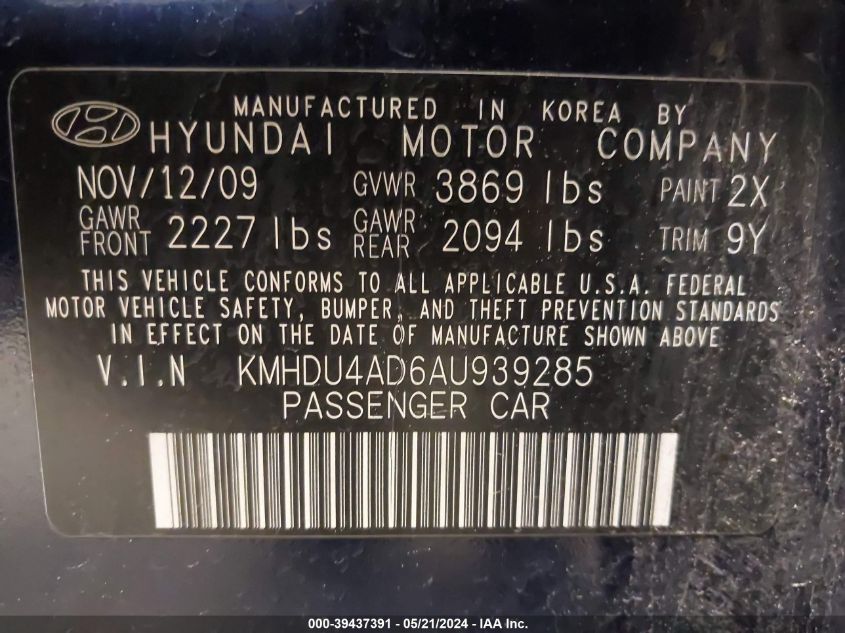 MANUFACTURED IN KOREA BY
HYUNDAI MOTOR COMPANY
NOV/12/09 GVWR 3869 lbs PAINT 2X
GAWR FRONT 2227 lbs GAWR REAR 2094 lbs TRIM 9Y
THIS VEHICLE CONFORMS TO ALL APPLICABLE U.S.A. FEDERAL
MOTOR VEHICLE SAFETY, BUMPER, AND THEFT PREVENTION STANDARDS
IN EFFECT ON THE DATE OF MANUFACTURE SHOWN ABOVE
V.I.N KMHDU4AD6AU939285
PASSENGER CAR
000-39437391 - 05/21/2024 - IAA Inc.